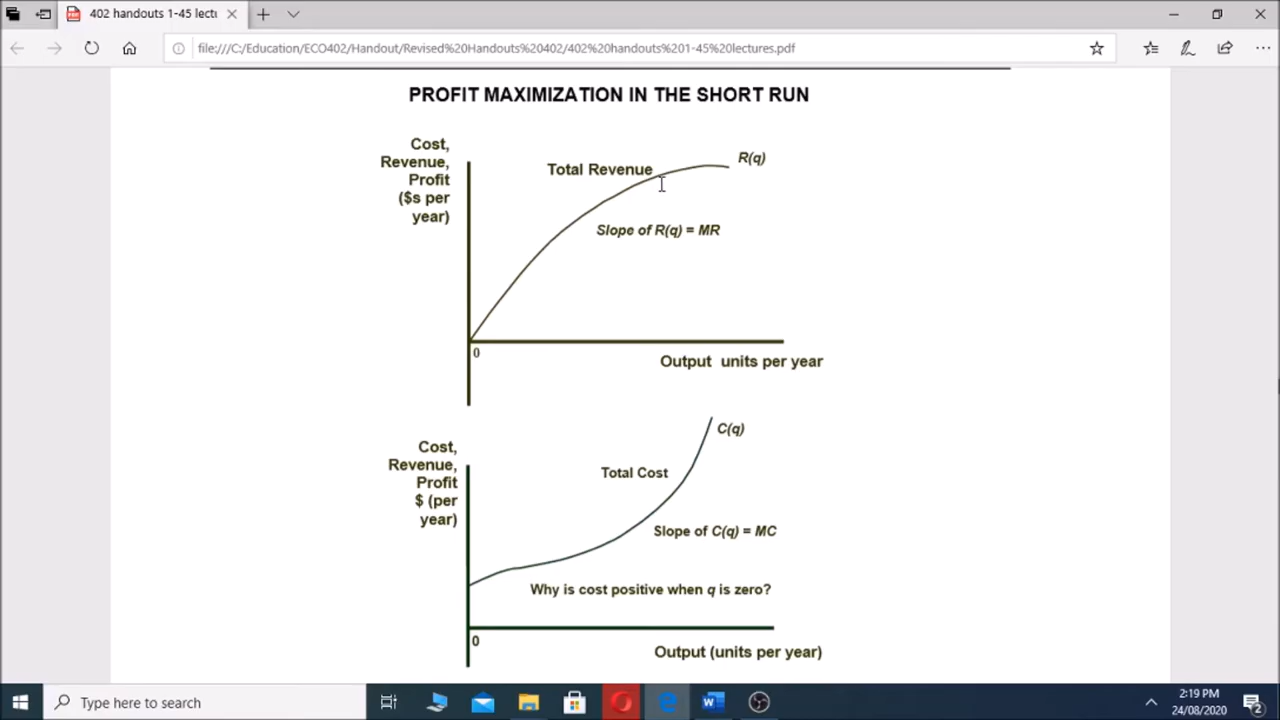 402 handouts 1-45 lectu
file:///C:/Education/ECO402/Handout/Revised%20Handouts%20402/402%20handouts%201-45%20lectures.pdf
PROFIT MAXIMIZATION IN THE SHORT RUN
Cost,
Revenue,
Profit
($s per
year)
Total Revenue
R(q)
Slope of R(q) = MR
0
Output units per year
Cost,
Revenue,
Profit
$ (per
year)
C(q)
Total Cost
Slope of C(q) = MC
Why is cost positive when q is zero?
0
Output (units per year)
Type here to search
2:19 PM
24/08/2020
2